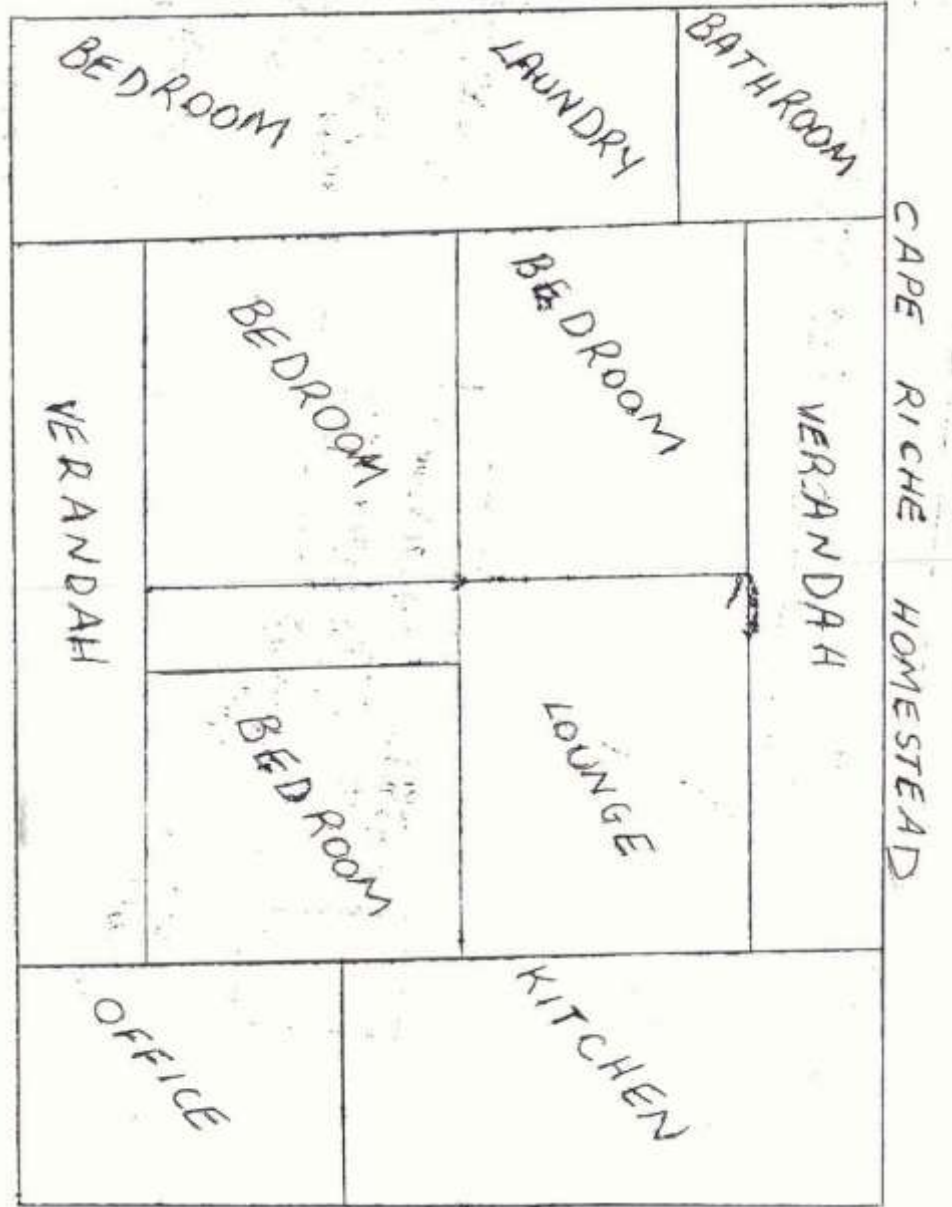 CAPE RICHE HOMESTEAD
BATHROOM
LAUNDRY
BEDROOM
VERANDAH
BEDROOM
BEDROOM
VERANDAH
LOUNGE
BEDROOM
KITCHEN
OFFICE